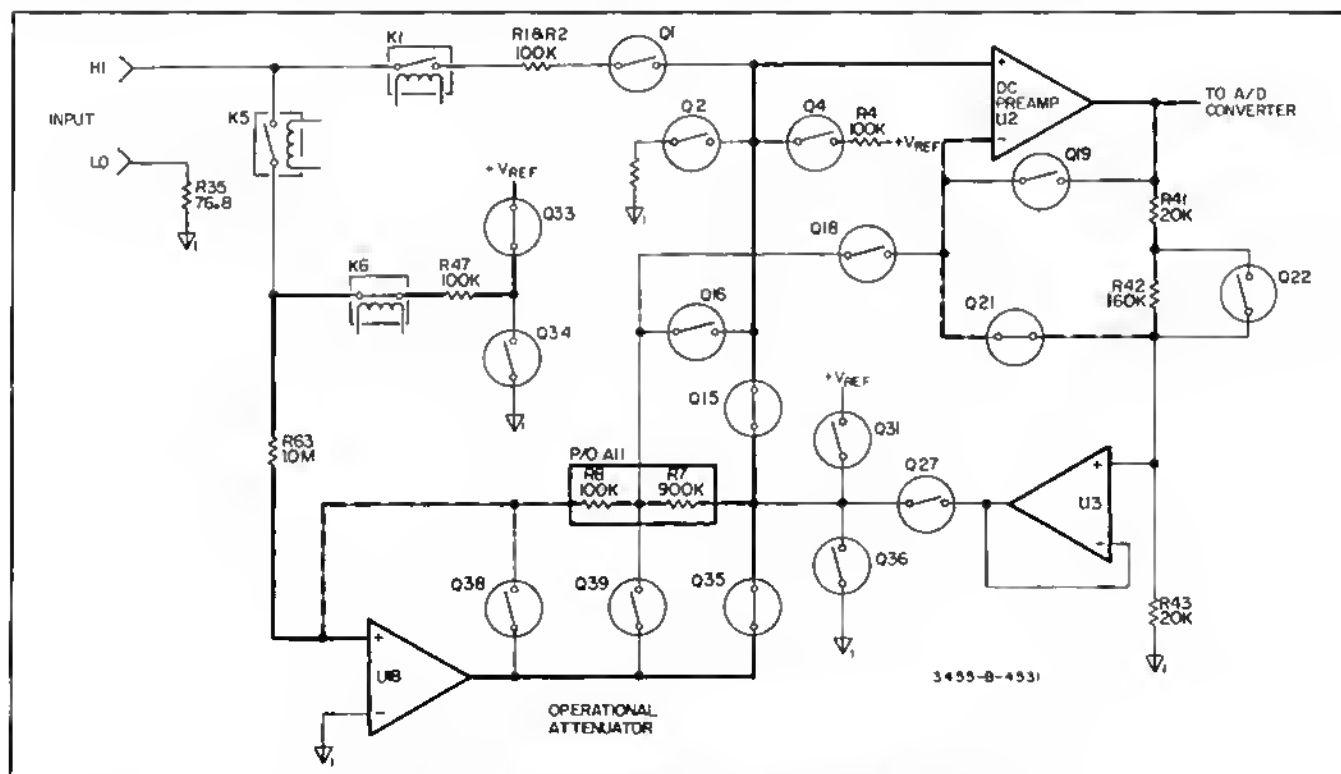 HI
INPUT
LO
K1
R1&R2
100K
Q1
K5
R35
76.8
+VREF
Q33
K6
R47
100K
Q34
Q2
Q4
R4
100K
+VREF
+
DC
PREAMP
U2
-
TO A/D
CONVERTER
Q19
R41
20K
Q18
Q16
Q21
R42
160K
Q22
Q15
+VREF
Q31
Q27
+
U3
-
R63
10M
P/O A11
R8
100K
R7
900K
Q38
Q39
Q35
Q36
R43
20K
+
U18
-
OPERATIONAL
ATTENUATOR
3455-B-4531